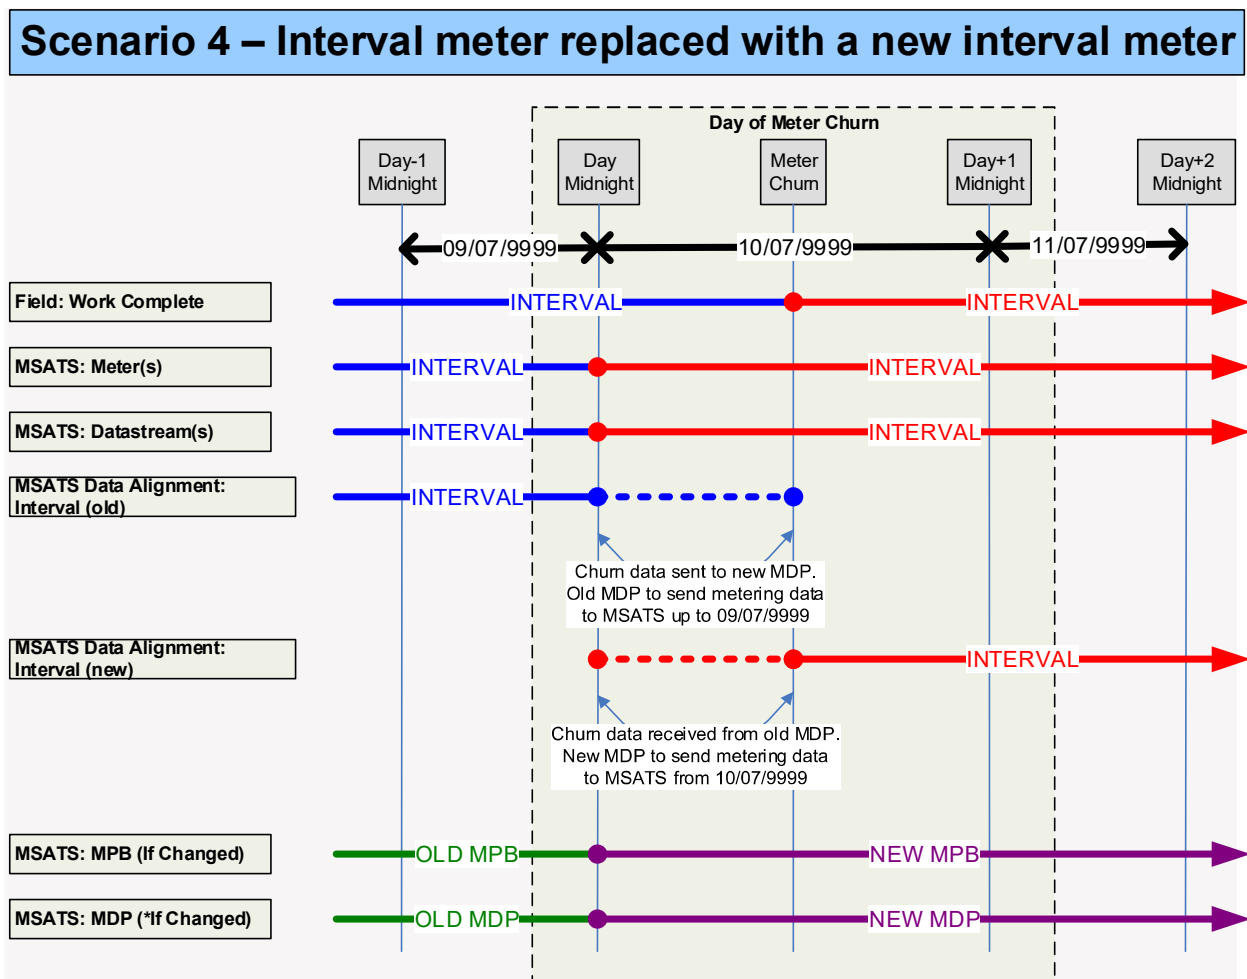 Scenario 4 – Interval meter replaced with a new interval meter
Day of Meter Churn
Day-1
Midnight
Day
Midnight
Meter
Churn
Day+1
Midnight
Day+2
Midnight
09/07/9999
10/07/9999
11/07/9999
Field: Work Complete
INTERVAL
INTERVAL
MSATS: Meter(s)
INTERVAL
INTERVAL
MSATS: Datastream(s)
INTERVAL
INTERVAL
MSATS Data Alignment:
Interval (old)
INTERVAL
Churn data sent to new MDP.
Old MDP to send metering data
to MSATS up to 09/07/9999
MSATS Data Alignment:
Interval (new)
INTERVAL
Churn data received from old MDP.
New MDP to send metering data
to MSATS from 10/07/9999
MSATS: MPB (If Changed)
OLD MPB
NEW MPB
MSATS: MDP (*If Changed)
OLD MDP
NEW MDP